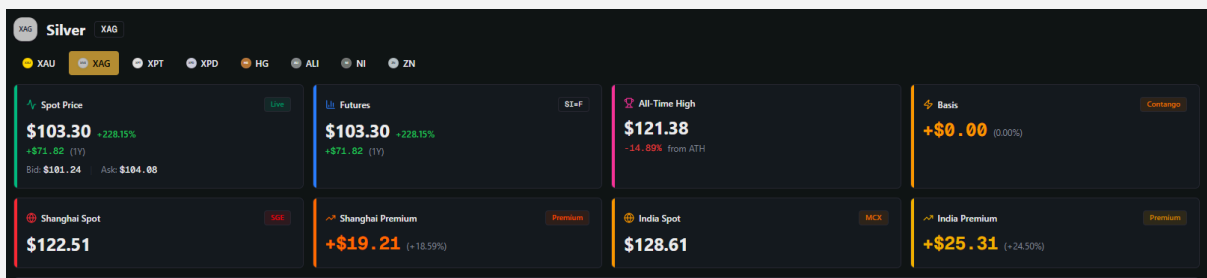 XAG Silver XAG
XAU XAG XPT XPD HG ALI NI ZN
Spot Price Live
$103.30 +228.15%
+$71.82 (1Y)
Bid: $101.24 Ask: $104.08
Futures SI=F
$103.30 +228.15%
+$71.82 (1Y)
All-Time High
$121.38
-14.89% from ATH
Basis Contango
+$0.00 (0.00%)
Shanghai Spot SGE
$122.51
Shanghai Premium Premium
+$19.21 (+18.59%)
India Spot MCX
$128.61
India Premium Premium
+$25.31 (+24.50%)